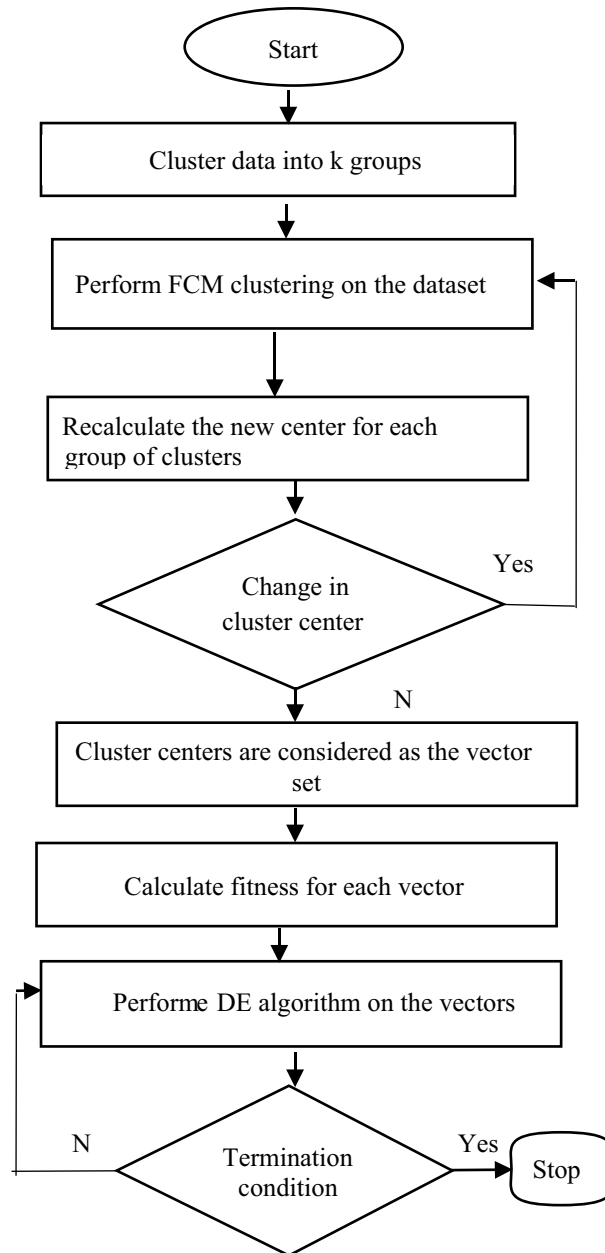 Start
Cluster data into k groups
Perform FCM clustering on the dataset
Recalculate the new center for each
group of clusters
Change in
cluster center
Yes
N
Cluster centers are considered as the vector
set
Calculate fitness for each vector
Performe DE algorithm on the vectors
N
Termination
condition
Yes
Stop